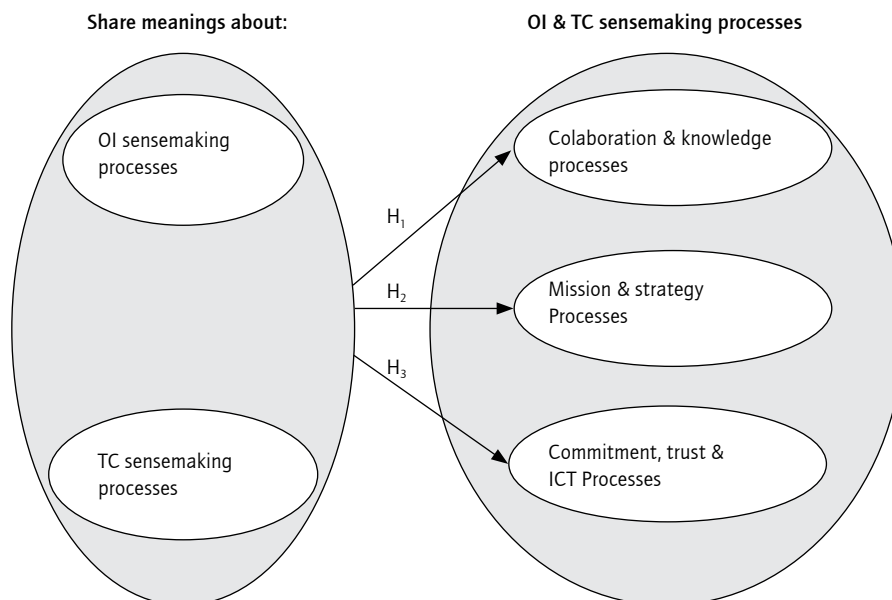 Share meanings about:
OI & TC sensemaking processes
OI sensemaking
processes
TC sensemaking
processes
H₁
H₂
H₃
Colaboration & knowledge
processes
Mission & strategy
Processes
Commitment, trust &
ICT Processes